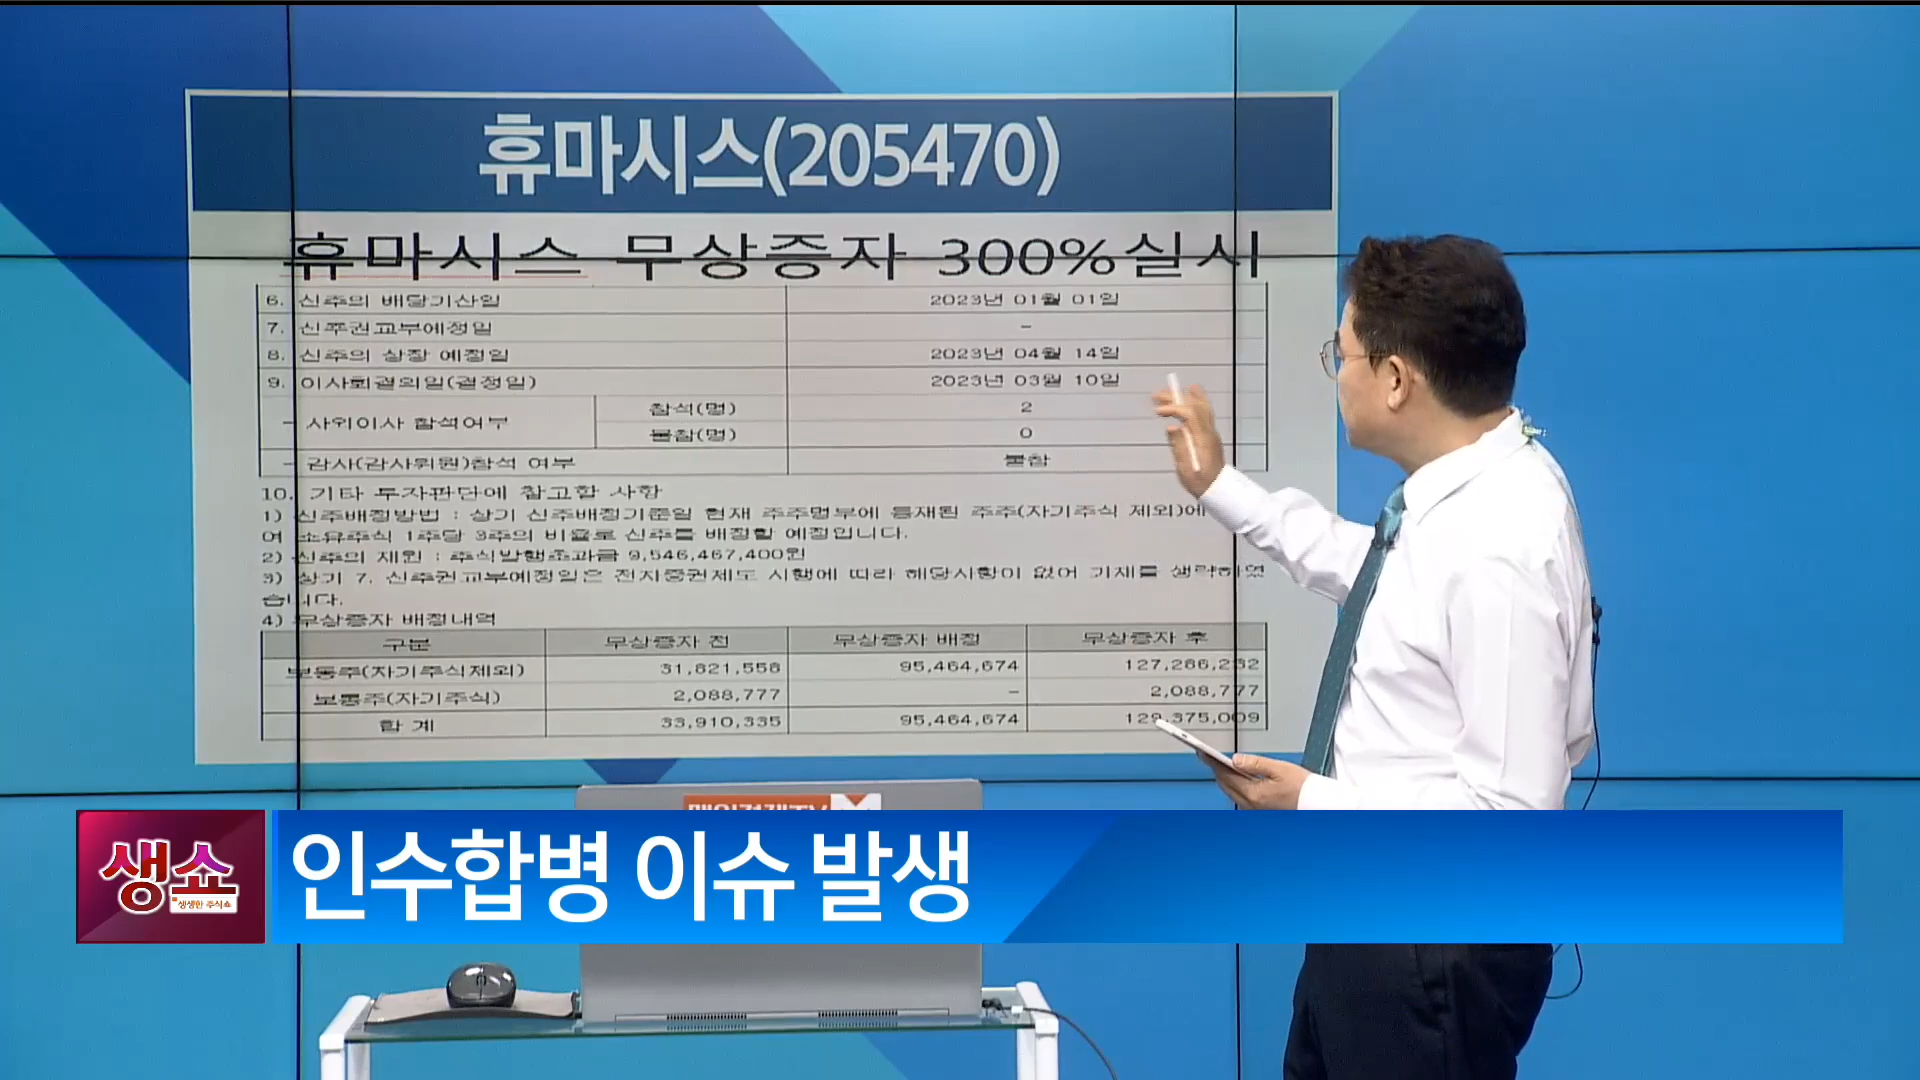 휴마시스(205470)
휴마시스 무상증자 300%실시
6. 신주의 배당기산일 2023년 01월 01일
7. 신주권교부예정일 -
8. 신주의 상장 예정일 2023년 04월 14일
9. 이사회결의일(결정일) 2023년 03월 10일
- 사외이사 참석여부 참석(명) 2
불참(명) 0
- 감사(감사위원)참석 여부 불참
10. 기타 투자판단에 참고할 사항
1) 신주배정방법 : 상기 신주배정기준일 현재 주주명부에 등재된 주주(자기주식 제외)에
여 소유주식 1주당 3주의 비율로 신주를 배정할 예정입니다.
2) 신주의 재원 : 주식발행초과금 9,546,467,400원
3) 상기 7. 신주권교부예정일은 전자증권제도 시행에 따라 해당사항이 없어 기재를 생략하였
습니다.
4) 무상증자 배정내역
구분 무상증자 전 무상증자 배정 무상증자 후
보통주(자기주식제외) 31,821,558 95,464,674 127,286,232
보통주(자기주식) 2,088,777 - 2,088,777
합 계 33,910,335 95,464,674 129,375,009
매일경제TV
생쇼
생생한 주식쇼
인수합병 이슈 발생